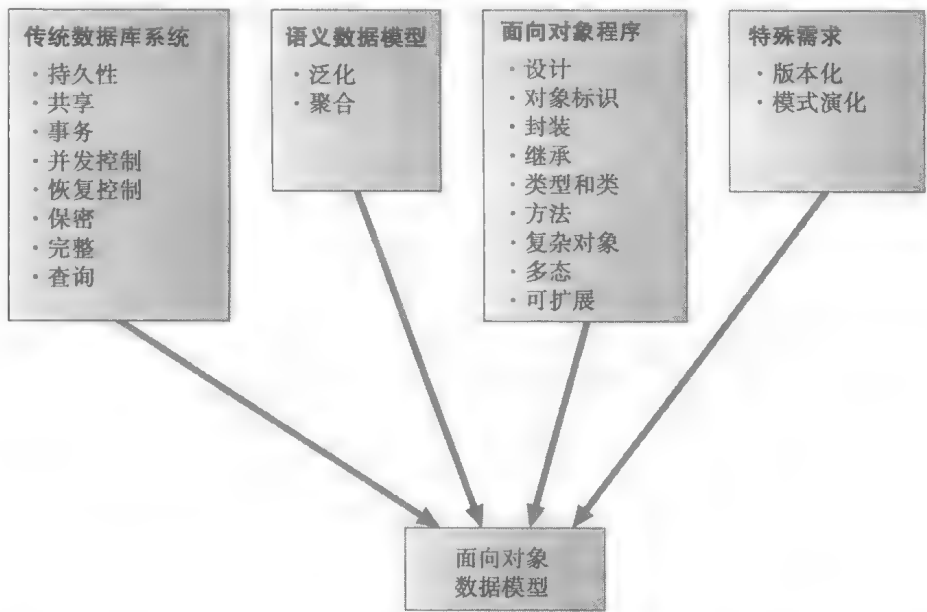 传统数据库系统
· 持久性
· 共享
· 事务
· 并发控制
· 恢复控制
· 保密
· 完整
· 查询
语义数据模型
· 泛化
· 聚合
面向对象程序
· 设计
· 对象标识
· 封装
· 继承
· 类型和类
· 方法
· 复杂对象
· 多态
· 可扩展
特殊需求
· 版本化
· 模式演化
面向对象
数据模型